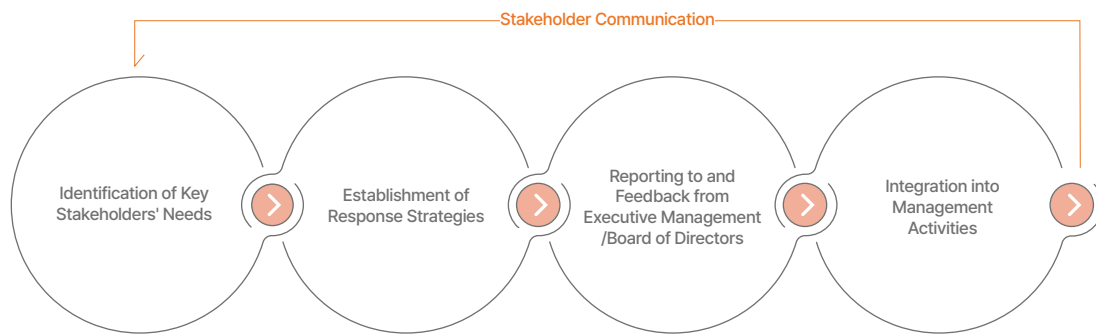 Stakeholder Communication
Identification of Key
Stakeholders' Needs
Establishment of
Response Strategies
Reporting to and
Feedback from
Executive Management
/Board of Directors
Integration into
Management
Activities